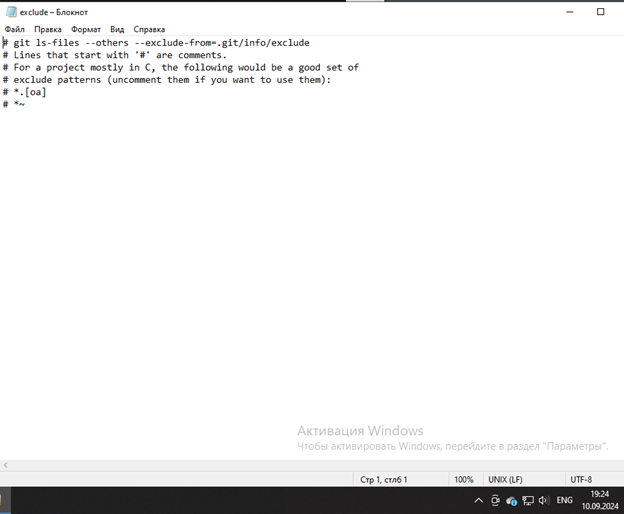 exclude – Блокнот
Файл Правка Формат Вид Справка
# git ls-files --others --exclude-from=.git/info/exclude
# Lines that start with '#' are comments.
# For a project mostly in C, the following would be a good set of
# exclude patterns (uncomment them if you want to use them):
# *.[oa]
# *~
Активация Windows
Чтобы активировать Windows, перейдите в раздел "Параметры".
Стр 1, стлб 1 100% UNIX (LF) UTF-8
ENG 19:24
10.09.2024